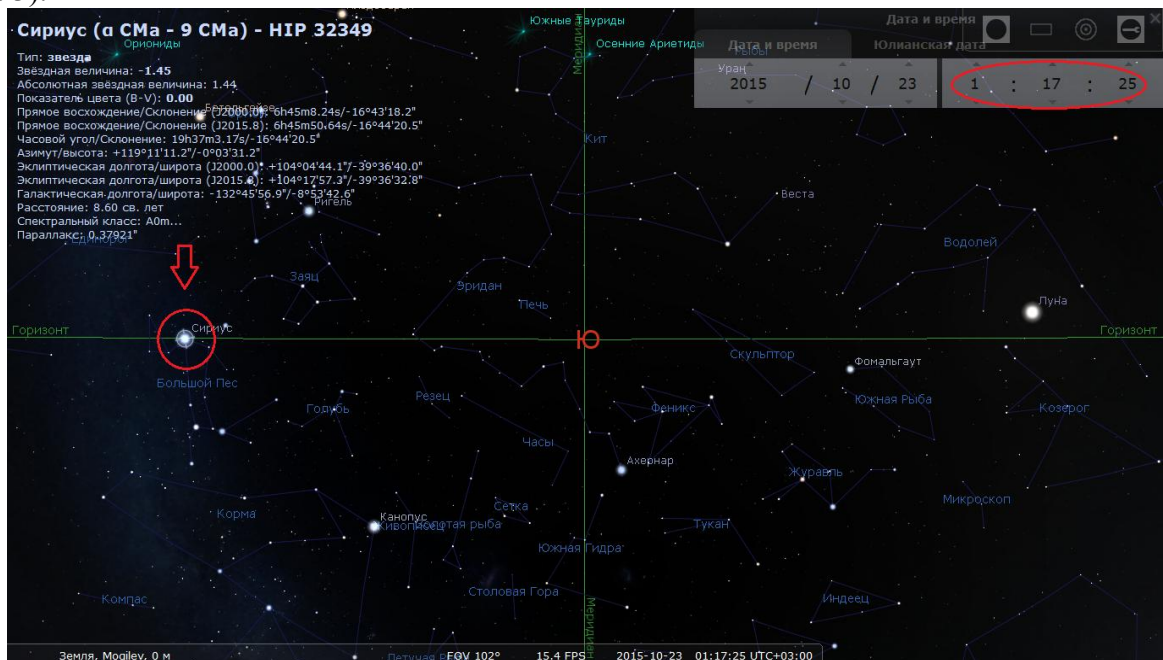 Сириус (α CMa - 9 CMa) - HIP 32349
Тип: звезда
Звёздная величина: -1.45
Абсолютная звёздная величина: 1.44
Показатель цвета (B-V): 0.00
Прямое восхождение/Склонение (J2000.0): 6h45m8.24s/-16°43'18.2"
Прямое восхождение/Склонение (J2015.8): 6h45m50.64s/-16°44'20.5"
Часовой угол/Склонение: 19h37m3.17s/-16°44'20.5"
Азимут/высота: +119°11'11.2"/-0°03'31.2"
Эклиптическая долгота/широта (J2000.0): +104°04'44.1"/-39°36'40.0"
Эклиптическая долгота/широта (J2015.8): +104°17'57.3"/-39°36'32.8"
Галактическая долгота/широта: -132°45'56.9"/-8°53'42.6"
Расстояние: 8.60 св. лет
Спектральный класс: A0m...
Параллакс: 0.37921"
Ориониды
Бетельгейзе
Южные Тауриды
Осенние Ариетиды
Меридиан
Дата и время
Дата и время
Юлианская дата
Рыбы
Уран
2015 / 10 / 23
1 : 17 : 25
Кит
Веста
Ригель
Единорог
Водолей
Заяц
Эридан
Печь
Луна
Горизонт
Сириус
Ю
Горизонт
Скульптор
Фомальгаут
Большой Пес
Резец
Голубь
Феникс
Южная Рыба
Козерог
Часы
Ахернар
Журавль
Микроскоп
Корма
Сетка
Канопус
Живописец
Золотая рыба
Тукан
Южная Гидра
Столовая Гора
Компас
Индеец
Меридиан
Земля, Mogilev, 0 м
FOV 102°
15.4 FPS
2015-10-23 01:17:25 UTC+03:00